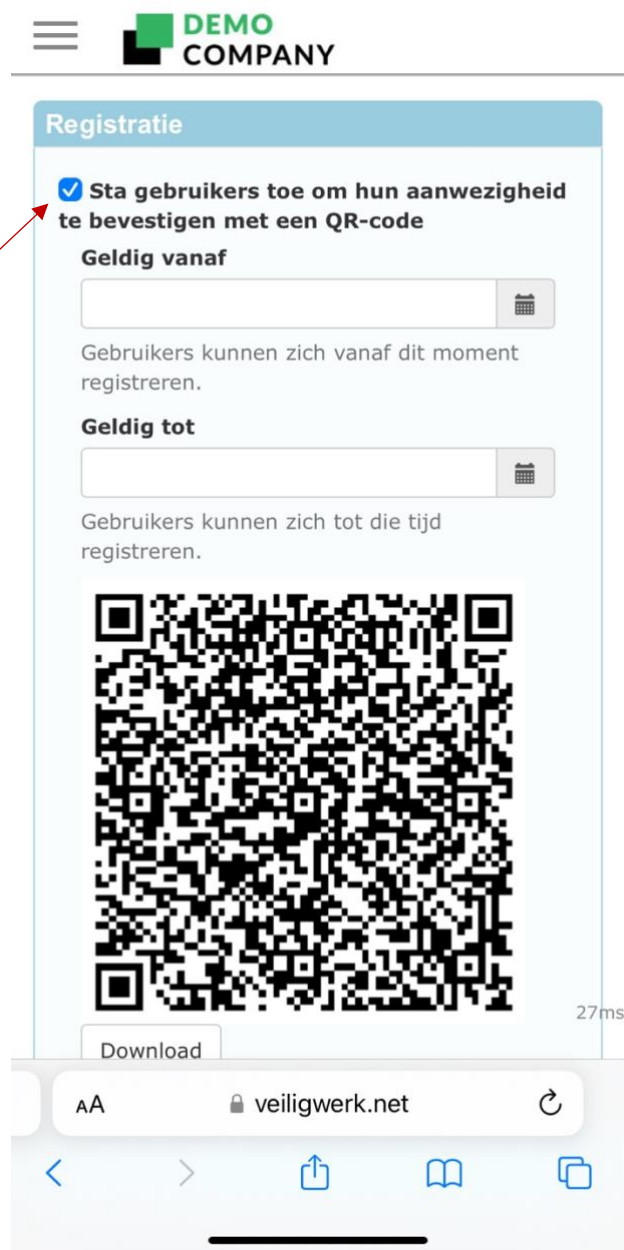 DEMO
COMPANY
Registratie
Sta gebruikers toe om hun aanwezigheid
te bevestigen met een QR-code
Geldig vanaf
Gebruikers kunnen zich vanaf dit moment
registreren.
Geldig tot
Gebruikers kunnen zich tot die tijd
registreren.
27ms
Download
AA veiligwerk.net